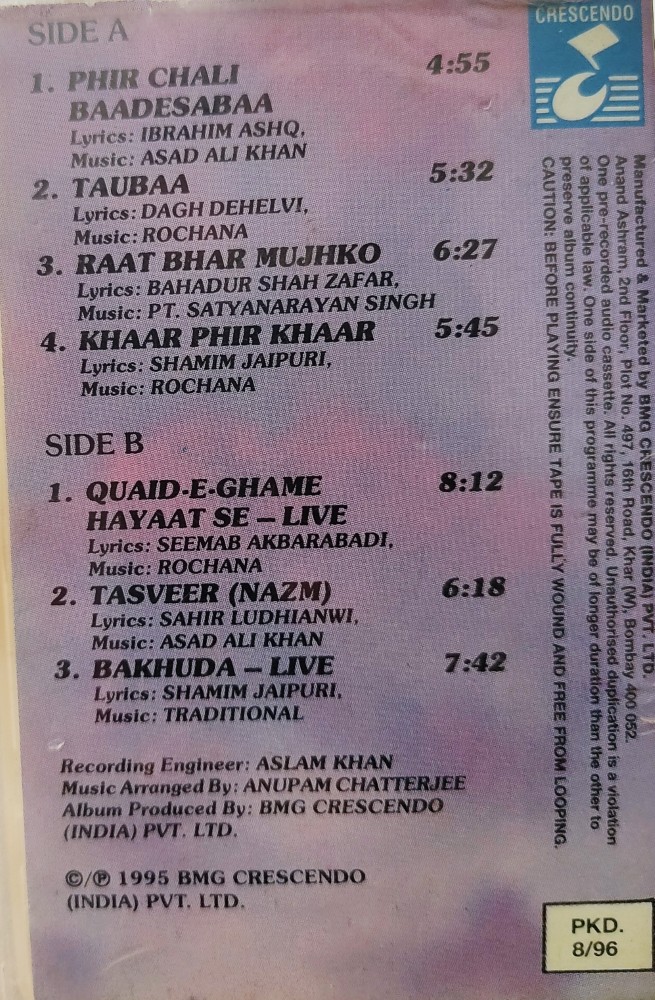 SIDE A
1. PHIR CHALI 4:55
BAADESABAA
Lyrics: IBRAHIM ASHQ,
Music: ASAD ALI KHAN
2. TAUBAA 5:32
Lyrics: DAGH DEHELVI,
Music: ROCHANA
3. RAAT BHAR MUJHKO 6:27
Lyrics: BAHADUR SHAH ZAFAR,
Music: PT. SATYANARAYAN SINGH
4. KHAAR PHIR KHAAR 5:45
Lyrics: SHAMIM JAIPURI,
Music: ROCHANA
SIDE B
1. QUAID-E-GHAME 8:12
HAYAAT SE – LIVE
Lyrics: SEEMAB AKBARABADI,
Music: ROCHANA
2. TASVEER (NAZM) 6:18
Lyrics: SAHIR LUDHIANWI,
Music: ASAD ALI KHAN
3. BAKHUDA – LIVE 7:42
Lyrics: SHAMIM JAIPURI,
Music: TRADITIONAL
Recording Engineer: ASLAM KHAN
Music Arranged By: ANUPAM CHATTERJEE
Album Produced By: BMG CRESCENDO
(INDIA) PVT. LTD.
©/℗ 1995 BMG CRESCENDO
(INDIA) PVT. LTD.
CRESCENDO
Manufactured & Marketed by BMG CRESCENDO (INDIA) PVT. LTD.
Anand Ashram, 2nd Floor, Plot No. 497, 16th Road, Khar (W), Bombay 400 052.
One pre-recorded audio cassette. All rights reserved. Unauthorised duplication is a violation
of applicable law. One side of this programme may be of longer duration than the other to
preserve album continuity.
CAUTION: BEFORE PLAYING ENSURE TAPE IS FULLY WOUND AND FREE FROM LOOPING.
PKD.
8/96